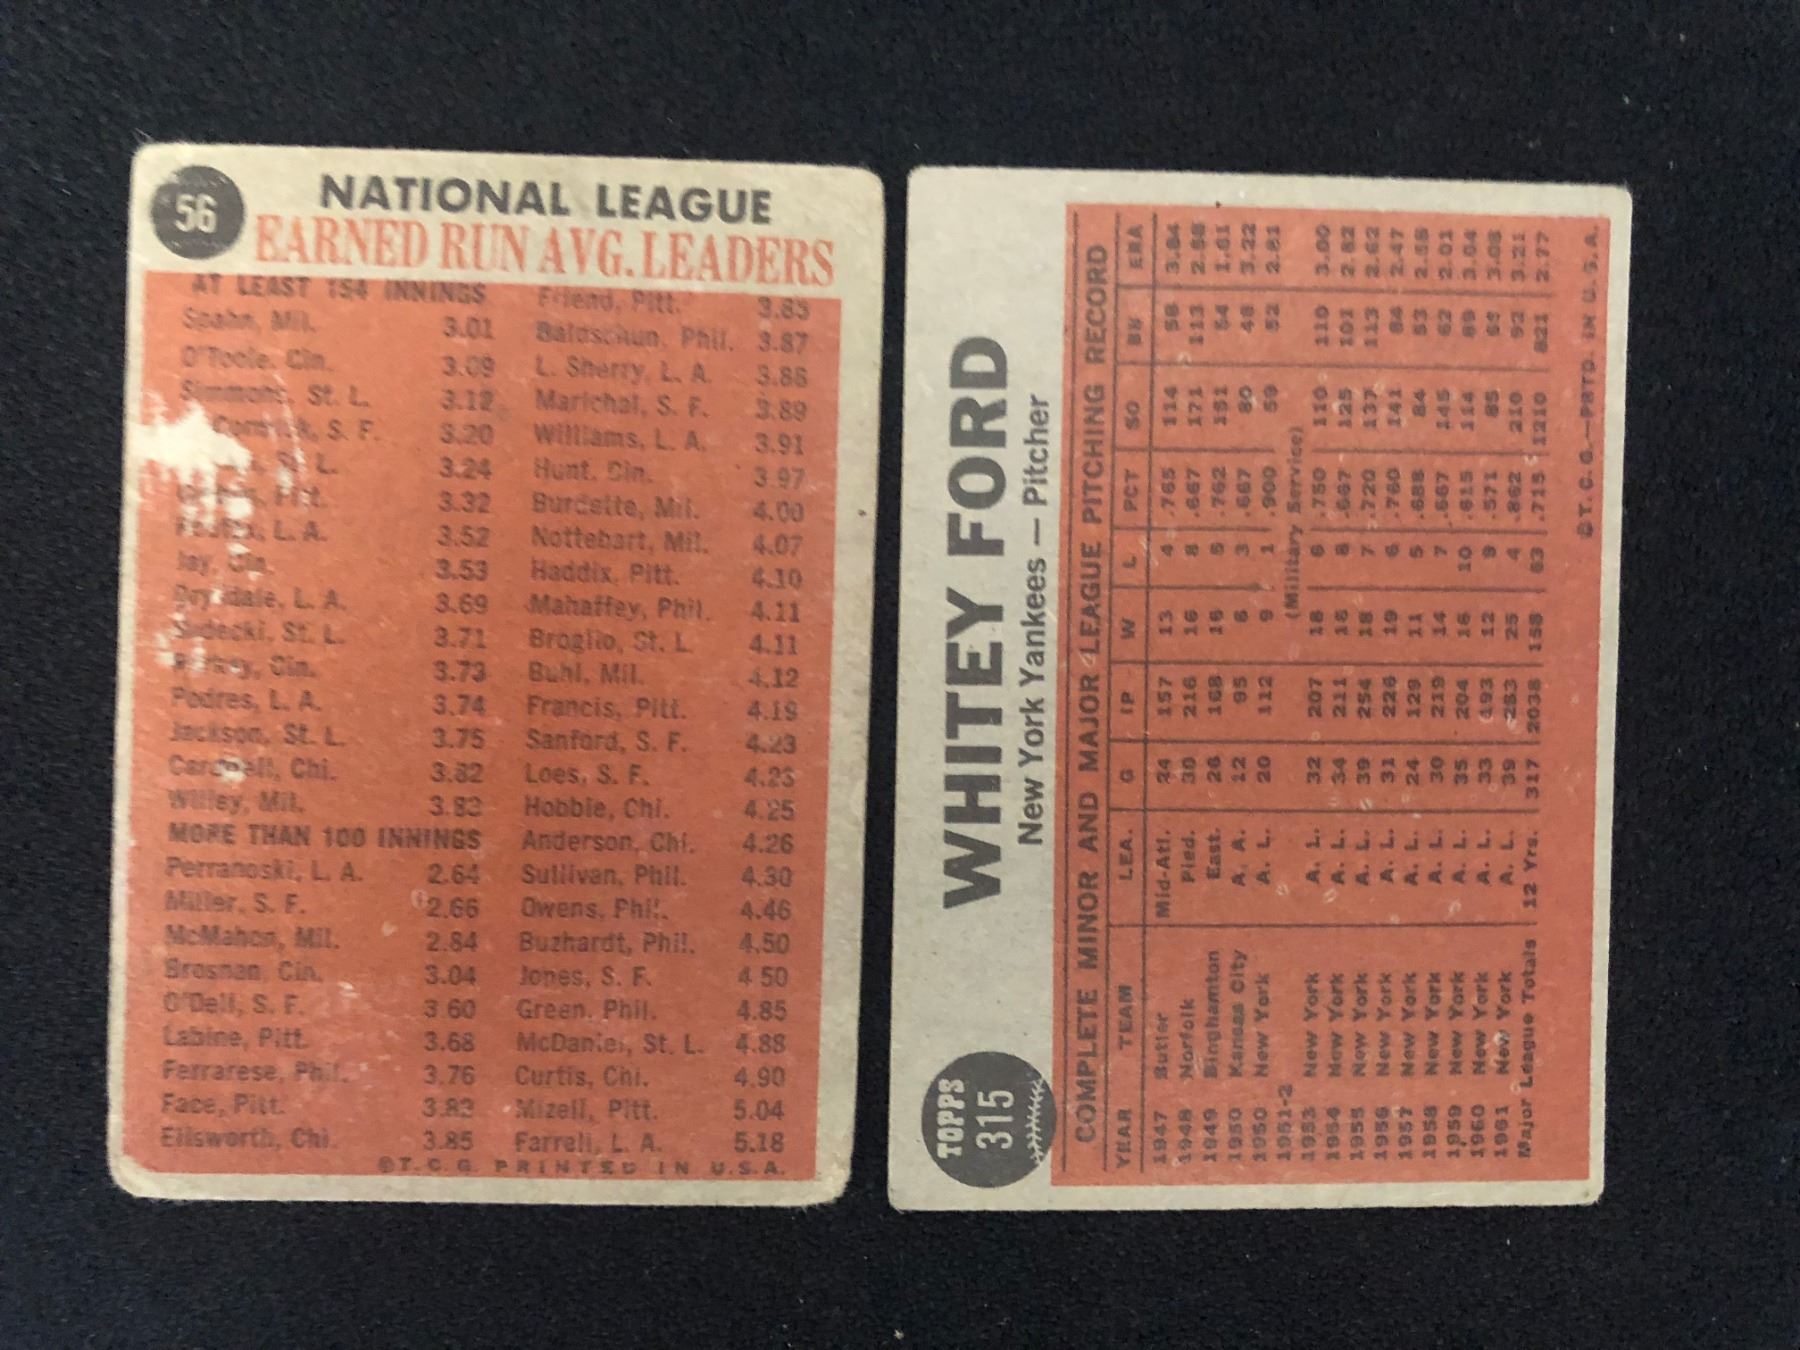 56
NATIONAL LEAGUE
EARNED RUN AVG. LEADERS
AT LEAST 154 INNINGS
Spahn, Mil. 3.01
O'Toole, Cin. 3.09
Simmons, St. L. 3.12
S. F. 3.20
St. L. 3.24
Pitt. 3.32
L. A. 3.52
Jay, Cin. 3.53
Drysdale, L. A. 3.69
Sadecki, St. L. 3.71
Cin. 3.73
Podres, L. A. 3.74
Jackson, St. L. 3.75
Cardwell, Chi. 3.82
Willey, Mil. 3.83
MORE THAN 100 INNINGS
Perranoski, L. A. 2.64
Miller, S. F. 2.66
McMahon, Mil. 2.84
Brosnan, Cin. 3.04
O'Dell, S. F. 3.60
Labine, Pitt. 3.68
Ferrarese, Phil. 3.76
Face, Pitt. 3.83
Ellsworth, Chi. 3.85
Friend, Pitt. 3.85
Baldschun, Phil. 3.87
L. Sherry, L. A. 3.88
Marichal, S. F. 3.89
Williams, L. A. 3.91
Hunt, Cin. 3.97
Burdette, Mil. 4.00
Nottebart, Mil. 4.07
Haddix, Pitt. 4.10
Mahaffey, Phil. 4.11
Broglio, St. L 4.11
Buhl, Mil. 4.12
Francis, Pitt. 4.19
Sanford, S. F. 4.23
Loes, S. F. 4.25
Hobbie, Chi. 4.25
Anderson, Chi. 4.26
Sullivan, Phil. 4.30
Owens, Phil. 4.46
Buzhardt, Phil. 4.50
Jones, S. F. 4.50
Green, Phil. 4.85
McDaniel, St. L. 4.88
Curtis, Chi. 4.90
Mizell, Pitt. 5.04
Farrell, L. A. 5.18
©T. C. G. PRINTED IN U.S.A.
TOPPS
315
WHITEY FORD
New York Yankees — Pitcher
COMPLETE MINOR AND MAJOR LEAGUE PITCHING RECORD
YEAR TEAM LEA. G IP W L PCT SO BB ERA
1947 Butler Mid-Atl. 24 157 13 4 .765 114 58 3.84
1948 Norfolk Pied. 30 216 16 8 .667 171 113 2.58
1949 Binghamton East. 26 168 16 5 .762 151 54 1.61
1950 Kansas City A. A. 12 95 6 3 .667 80 48 3.22
1950 New York A. L. 20 112 9 1 .900 59 52 2.81
1951-2 (Military Service)
1953 New York A. L. 32 207 18 6 .750 110 110 3.00
1954 New York A. L. 34 211 16 8 .667 125 101 2.82
1955 New York A. L. 39 254 18 7 .720 137 113 2.62
1956 New York A. L. 31 226 19 6 .760 141 84 2.47
1957 New York A. L. 24 129 11 5 .688 84 53 2.58
1958 New York A. L. 30 219 14 7 .667 145 62 2.01
1959 New York A. L. 35 204 16 10 .615 114 89 3.04
1960 New York A. L. 33 193 12 9 .571 85 65 3.08
1961 New York A. L. 39 283 25 4 .862 210 92 3.21
Major League Totals 12 Yrs. 317 2038 158 63 .715 1210 821 2.77
©T. C. G.—PRTD. IN U. S. A.